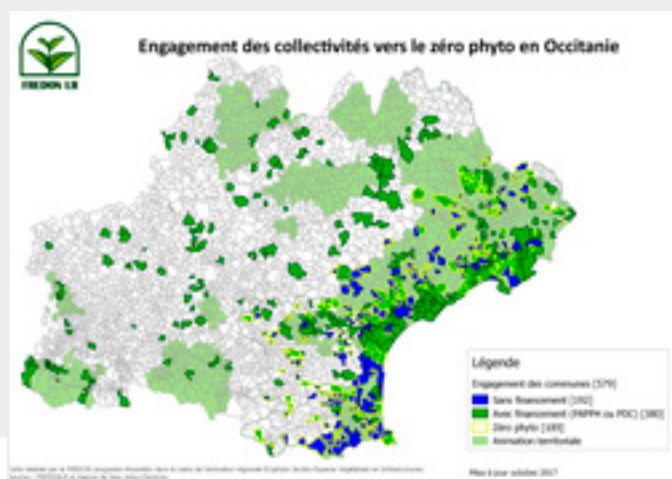 Engagement des collectivités vers le zéro phyto en Occitanie
FREDON LR
Légende
Engagement des communes [579]
Sans financement [192]
Avec financement (PAPPH ou PDC) [380]
Zéro phyto [189]
Animation territoriale
Mise à jour octobre 2017